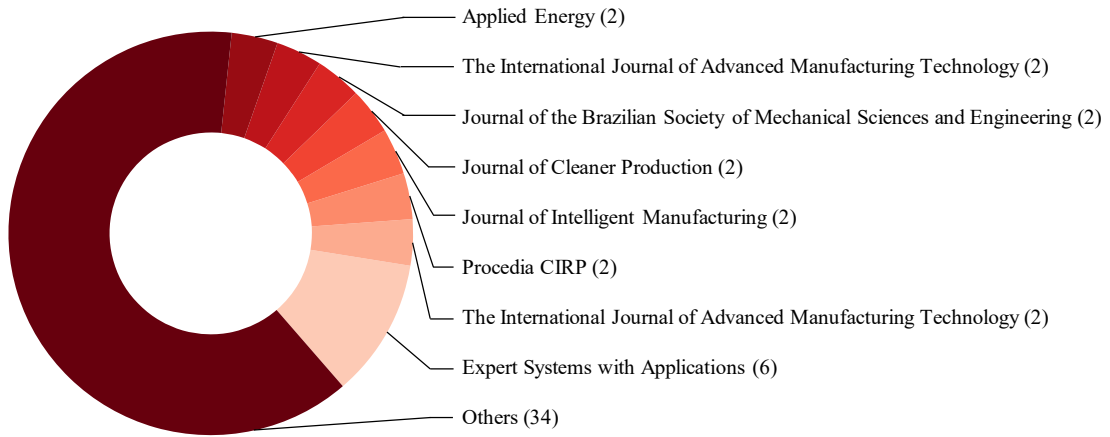 Applied Energy (2)
The International Journal of Advanced Manufacturing Technology (2)
Journal of the Brazilian Society of Mechanical Sciences and Engineering (2)
Journal of Cleaner Production (2)
Journal of Intelligent Manufacturing (2)
Procedia CIRP (2)
The International Journal of Advanced Manufacturing Technology (2)
Expert Systems with Applications (6)
Others (34)